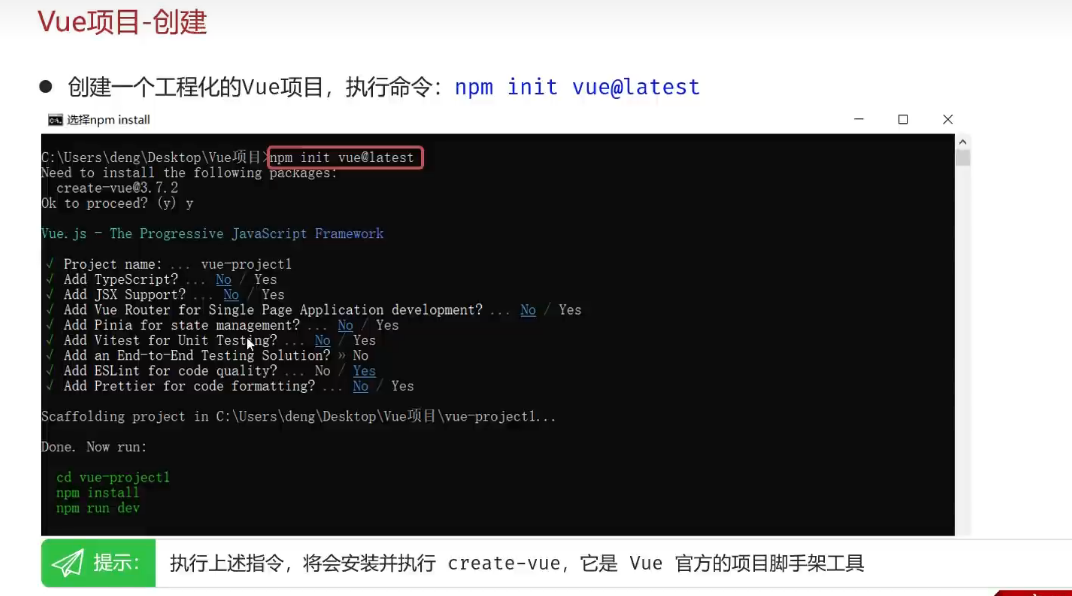 Vue项目-创建
● 创建一个工程化的Vue项目，执行命令：npm init vue@latest
选择npm install
C:\Users\deng\Desktop\Vue项目>npm init vue@latest
Need to install the following packages:
create-vue@3.7.2
Ok to proceed? (y) y
Vue.js - The Progressive JavaScript Framework
√ Project name: ... vue-project1
√ Add TypeScript? ... No / Yes
√ Add JSX Support? ... No / Yes
√ Add Vue Router for Single Page Application development? ... No / Yes
√ Add Pinia for state management? ... No / Yes
√ Add Vitest for Unit Testing? ... No / Yes
√ Add an End-to-End Testing Solution? » No
√ Add ESLint for code quality? ... No / Yes
√ Add Prettier for code formatting? ... No / Yes
Scaffolding project in C:\Users\deng\Desktop\Vue项目\vue-project1...
Done. Now run:
cd vue-project1
npm install
npm run dev
提示： 执行上述指令，将会安装并执行 create-vue，它是 Vue 官方的项目脚手架工具